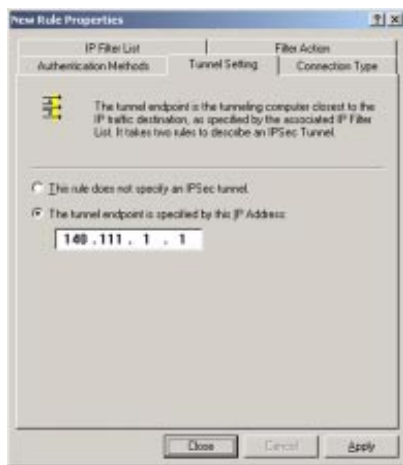 New Rule Properties
IP Filter List
Filter Action
Authentication Methods
Tunnel Setting
Connection Type
The tunnel endpoint is the tunneling computer closest to the
IP traffic destination, as specified by the associated IP Filter
List. It takes two rules to describe an IPSec Tunnel.
This rule does not specify an IPSec tunnel.
The tunnel endpoint is specified by this IP Address:
140 . 111 . 1 . 1
Close
Cancel
Apply